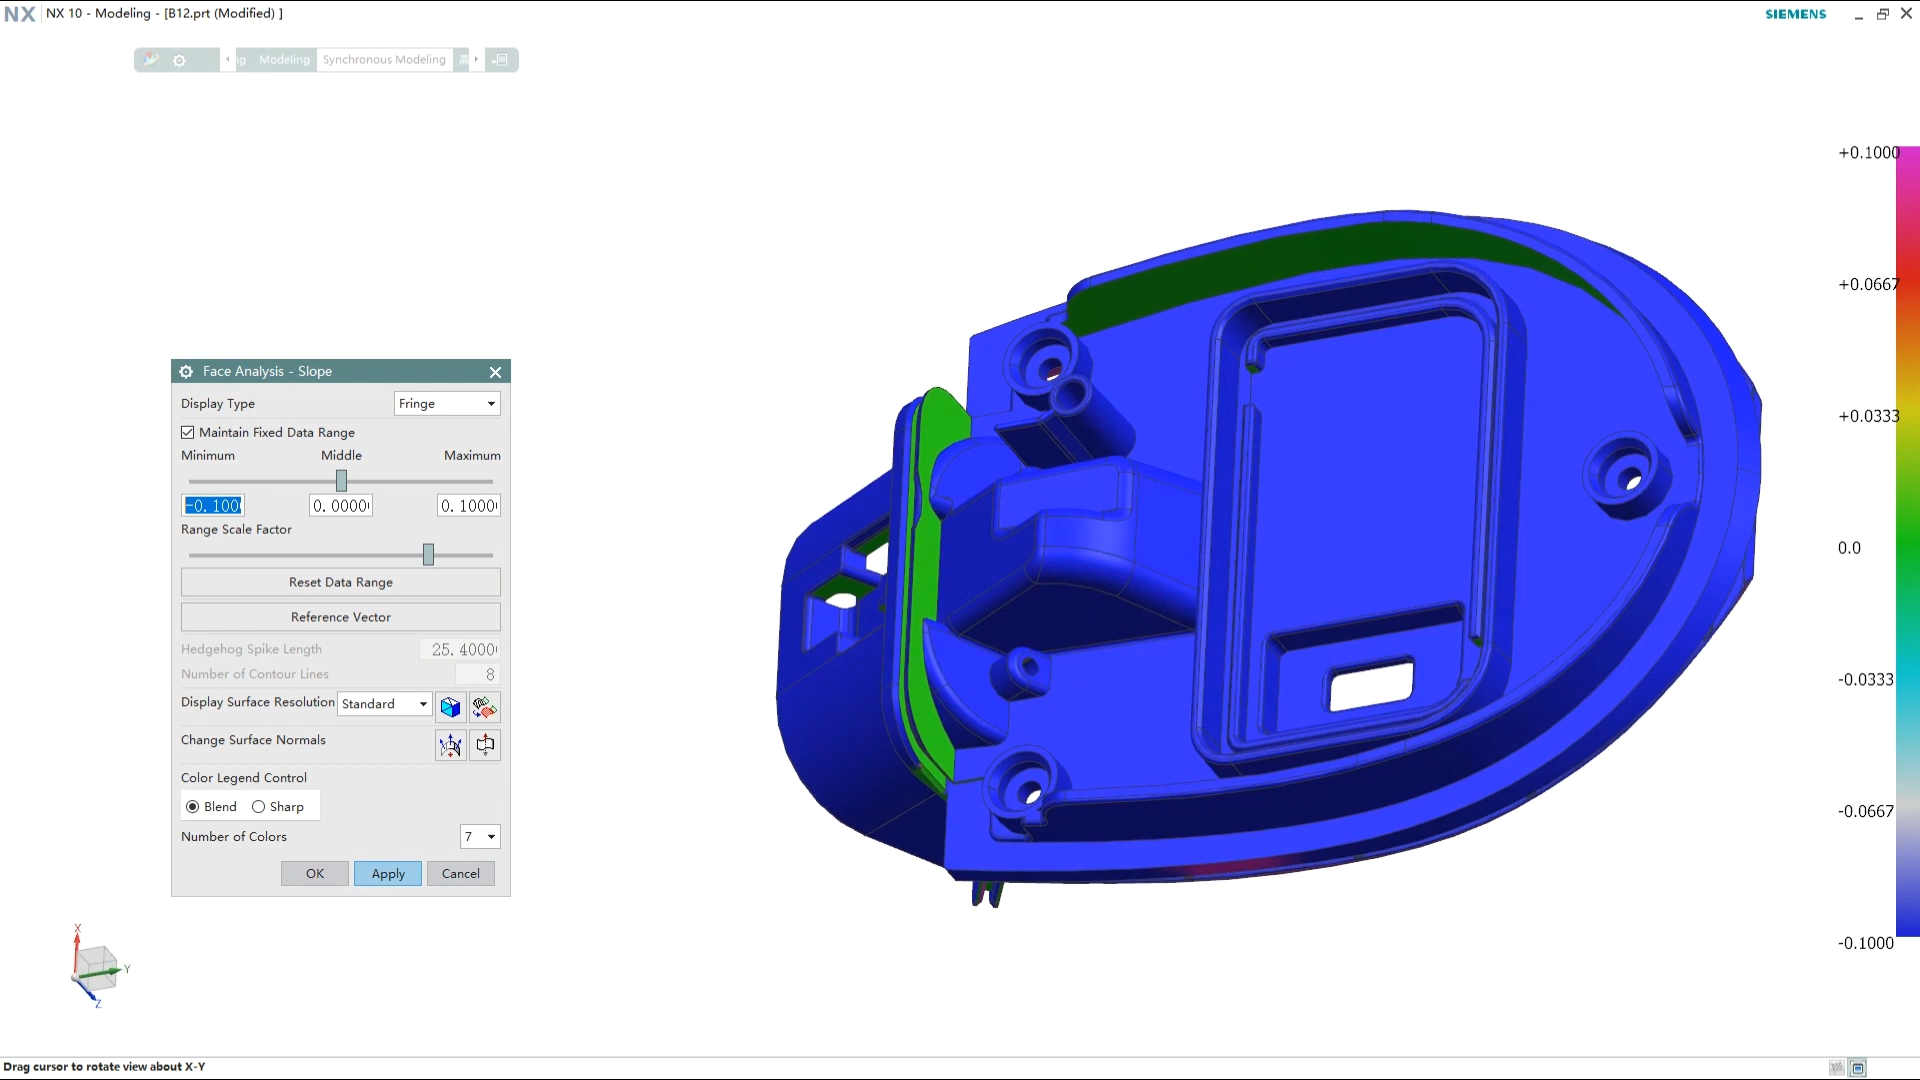 NX NX 10 - Modeling - [B12.prt (Modified) ] SIEMENS
Modeling Synchronous Modeling
Face Analysis - Slope
Display Type Fringe
Maintain Fixed Data Range
Minimum Middle Maximum
-0.100 0.0000 0.1000
Range Scale Factor
Reset Data Range
Reference Vector
Hedgehog Spike Length 25.4000
Number of Contour Lines 8
Display Surface Resolution Standard
Change Surface Normals
Color Legend Control
Blend Sharp
Number of Colors 7
OK Apply Cancel
+0.1000
+0.0667
+0.0333
0.0
-0.0333
-0.0667
-0.1000
X
Y
Z
Drag cursor to rotate view about X-Y